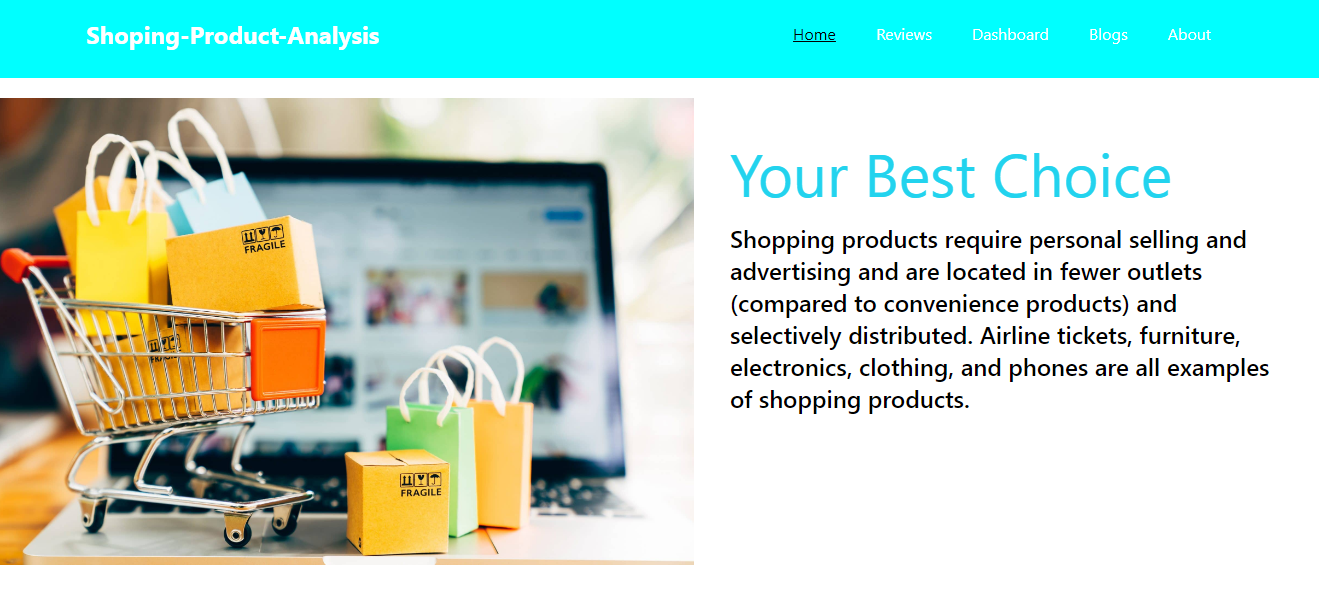 Shoping-Product-Analysis
Home Reviews Dashboard Blogs About
Your Best Choice
Shopping products require personal selling and
advertising and are located in fewer outlets
(compared to convenience products) and
selectively distributed. Airline tickets, furniture,
electronics, clothing, and phones are all examples
of shopping products.
FRAGILE
FRAGILE
FRAGILE